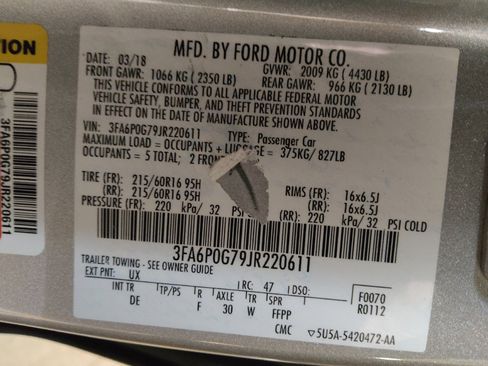 TION
3FA6P0G79JR220611
MFD. BY FORD MOTOR CO.
DATE: 03/18 GVWR: 2009 KG ( 4430 LB)
FRONT GAWR: 1066 KG ( 2350 LB) REAR GAWR: 966 KG ( 2130 LB)
THIS VEHICLE CONFORMS TO ALL APPLICABLE FEDERAL MOTOR
VEHICLE SAFETY, BUMPER, AND THEFT PREVENTION STANDARDS
IN EFFECT ON THE DATE OF MANUFACTURE SHOWN ABOVE.
VIN: 3FA6P0G79JR220611 TYPE: Passenger Car
MAXIMUM LOAD = OCCUPANTS + LUGGAGE = 375KG/ 827LB
OCCUPANTS = 5 TOTAL; 2 FRONT
TIRE (FR): 215/60R16 95H RIMS (FR): 16x6.5J
(RR): 215/60R16 95H (RR): 16x6.5J
PRESSURE (FR): 220 kPa/ 32 PSI COLD
(RR): 220 kPa/ 32 PSI COLD
3FA6P0G79JR220611
TRAILER TOWING - SEE OWNER GUIDE
EXT PNT: UX RC: 47 DSO: F0070
INT TR TP/PS R AXLE TR SPR R0112
DE F 30 W FFPP
CMC ▽5U5A-5420472-AA